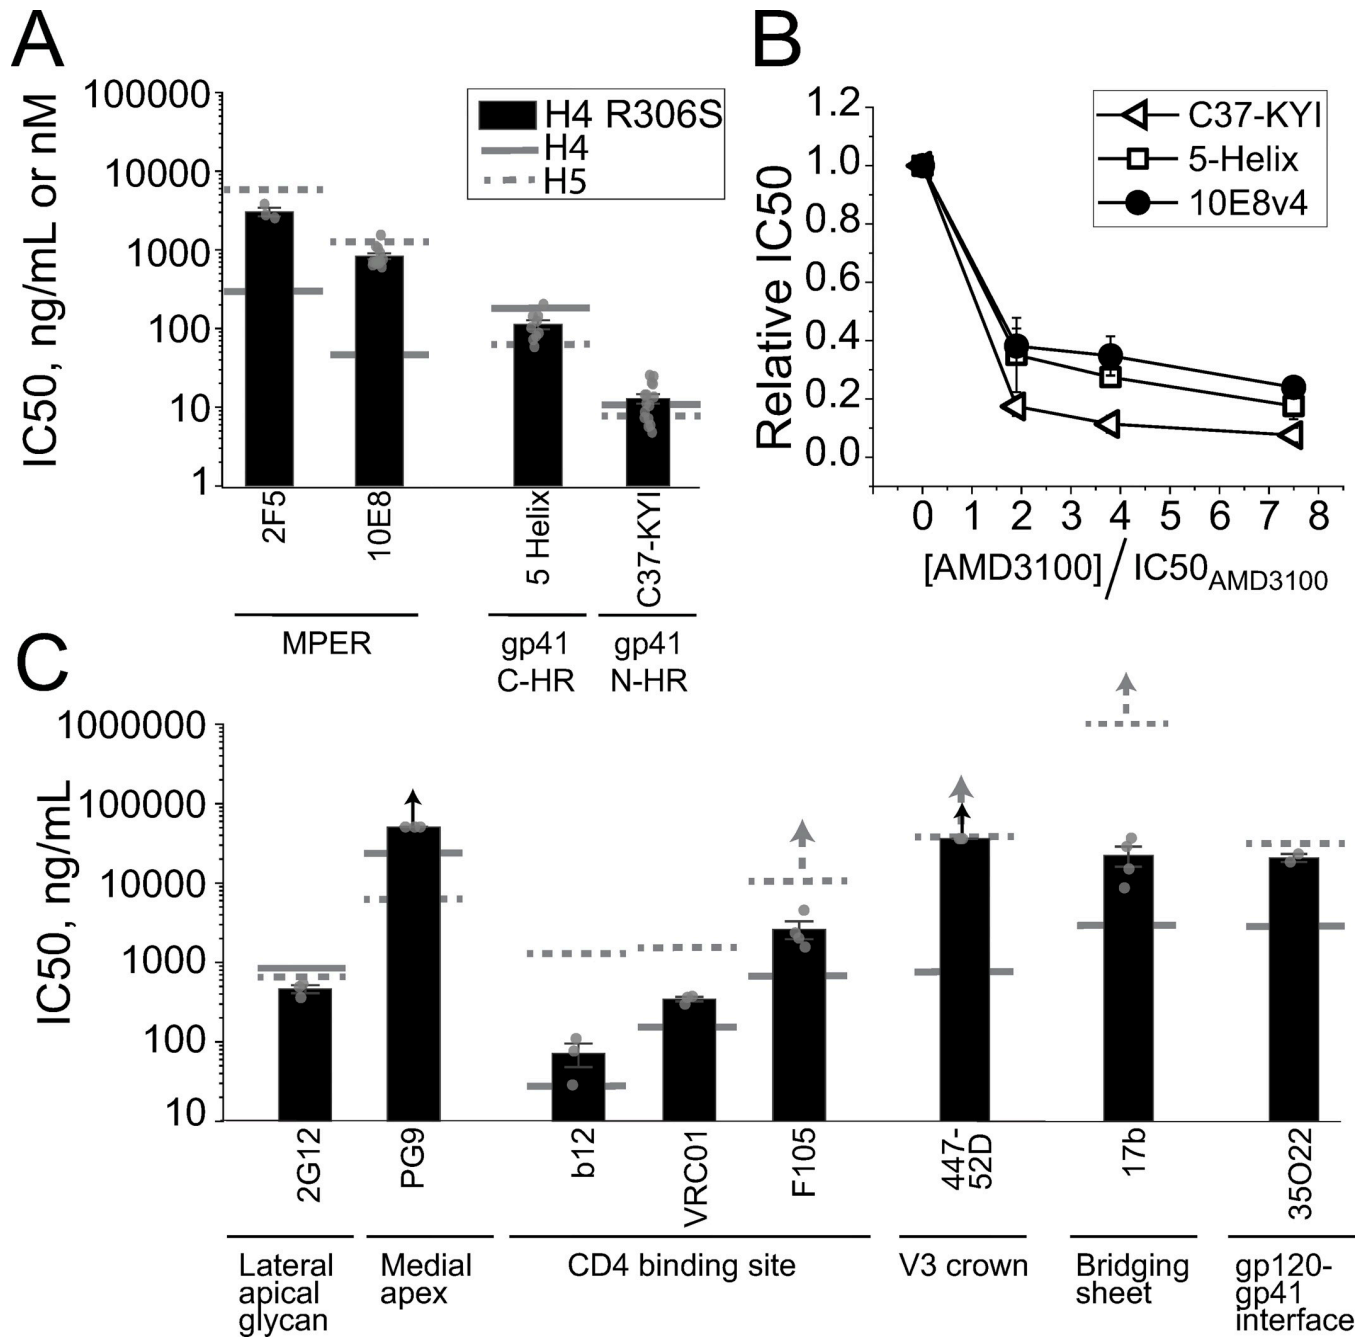 A
IC50, ng/mL or nM
100000
10000
1000
100
10
1
H4 R306S
H4
H5
2F5
10E8
5 Helix
C37-KYI
MPER
gp41
C-HR
gp41
N-HR
B
Relative IC50
1.2
1.0
0.8
0.6
0.4
0.2
0.0
C37-KYI
5-Helix
10E8v4
0 1 2 3 4 5 6 7 8
[AMD3100]/IC50AMD3100
C
IC50, ng/mL
1000000
100000
10000
1000
100
10
2G12
PG9
b12
VRC01
F105
447-
52D
17b
35O22
Lateral
apical
glycan
Medial
apex
CD4 binding site
V3 crown
Bridging
sheet
gp120-
gp41
interface